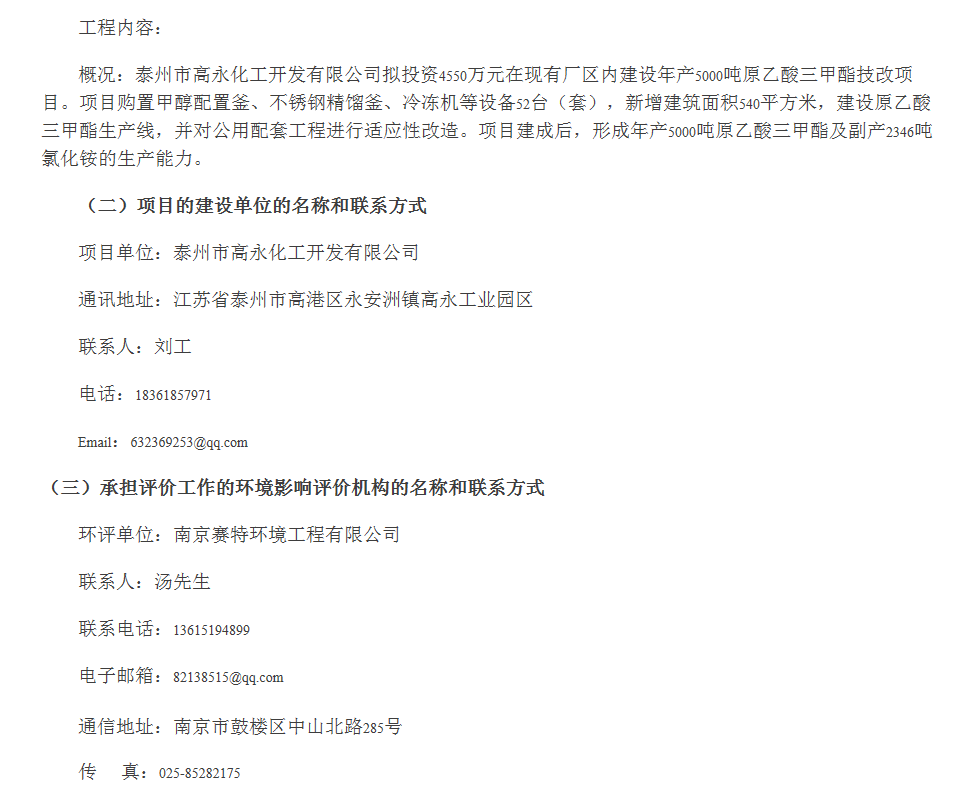 工程内容：
概况：泰州市高永化工开发有限公司拟投资4550万元在现有厂区内建设年产5000吨原乙酸三甲酯技改项
目。项目购置甲醇配置釜、不锈钢精馏釜、冷冻机等设备52台（套），新增建筑面积540平方米，建设原乙酸
三甲酯生产线，并对公用配套工程进行适应性改造。项目建成后，形成年产5000吨原乙酸三甲酯及副产2346吨
氯化铵的生产能力。
（二）项目的建设单位的名称和联系方式
项目单位：泰州市高永化工开发有限公司
通讯地址：江苏省泰州市高港区永安洲镇高永工业园区
联系人：刘工
电话：18361857971
Email：632369253@qq.com
（三）承担评价工作的环境影响评价机构的名称和联系方式
环评单位：南京赛特环境工程有限公司
联系人：汤先生
联系电话：13615194899
电子邮箱：82138515@qq.com
通信地址：南京市鼓楼区中山北路285号
传　真：025-85282175